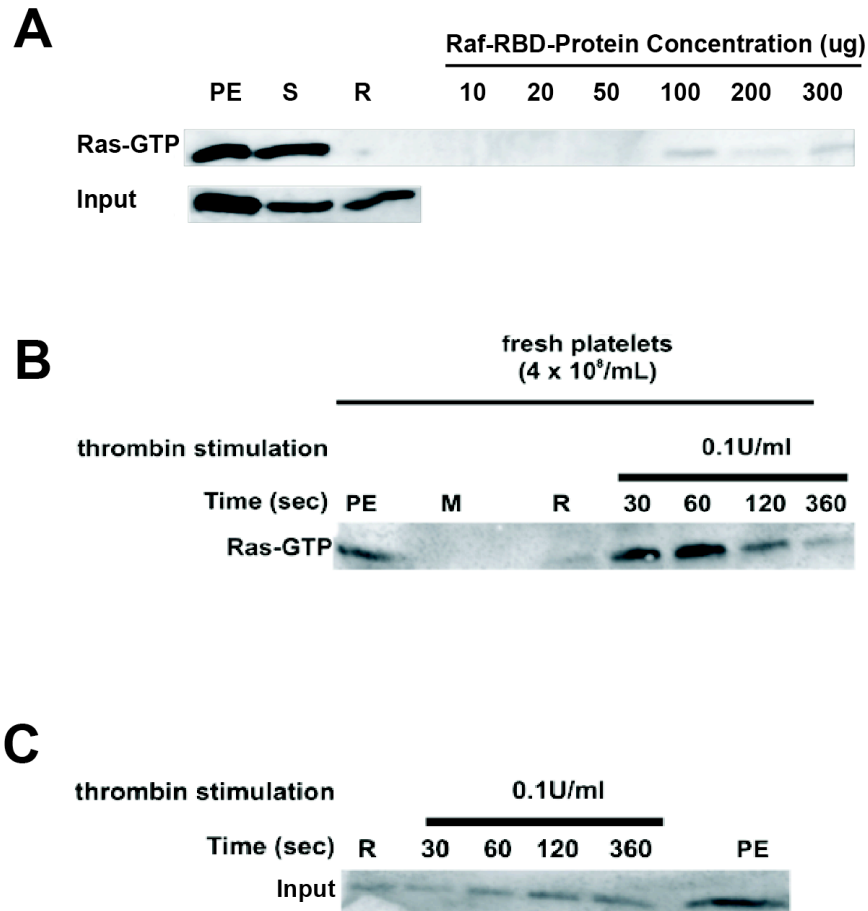 A
Raf-RBD-Protein Concentration (ug)
PE S R 10 20 50 100 200 300
Ras-GTP
Input
B
fresh platelets
(4 x 10⁸/mL)
thrombin stimulation 0.1U/ml
Time (sec) PE M R 30 60 120 360
Ras-GTP
C
thrombin stimulation 0.1U/ml
Time (sec) R 30 60 120 360 PE
Input